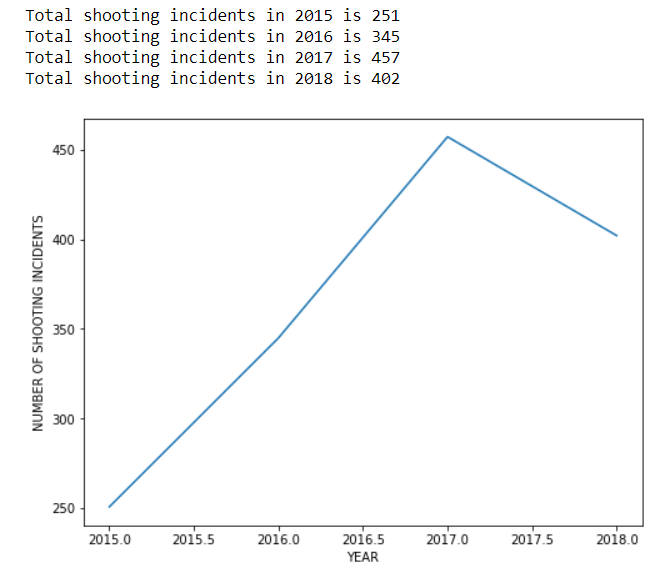 Total shooting incidents in 2015 is 251
Total shooting incidents in 2016 is 345
Total shooting incidents in 2017 is 457
Total shooting incidents in 2018 is 402
450
400
350
300
250
NUMBER OF SHOOTING INCIDENTS
2015.0 2015.5 2016.0 2016.5 2017.0 2017.5 2018.0
YEAR